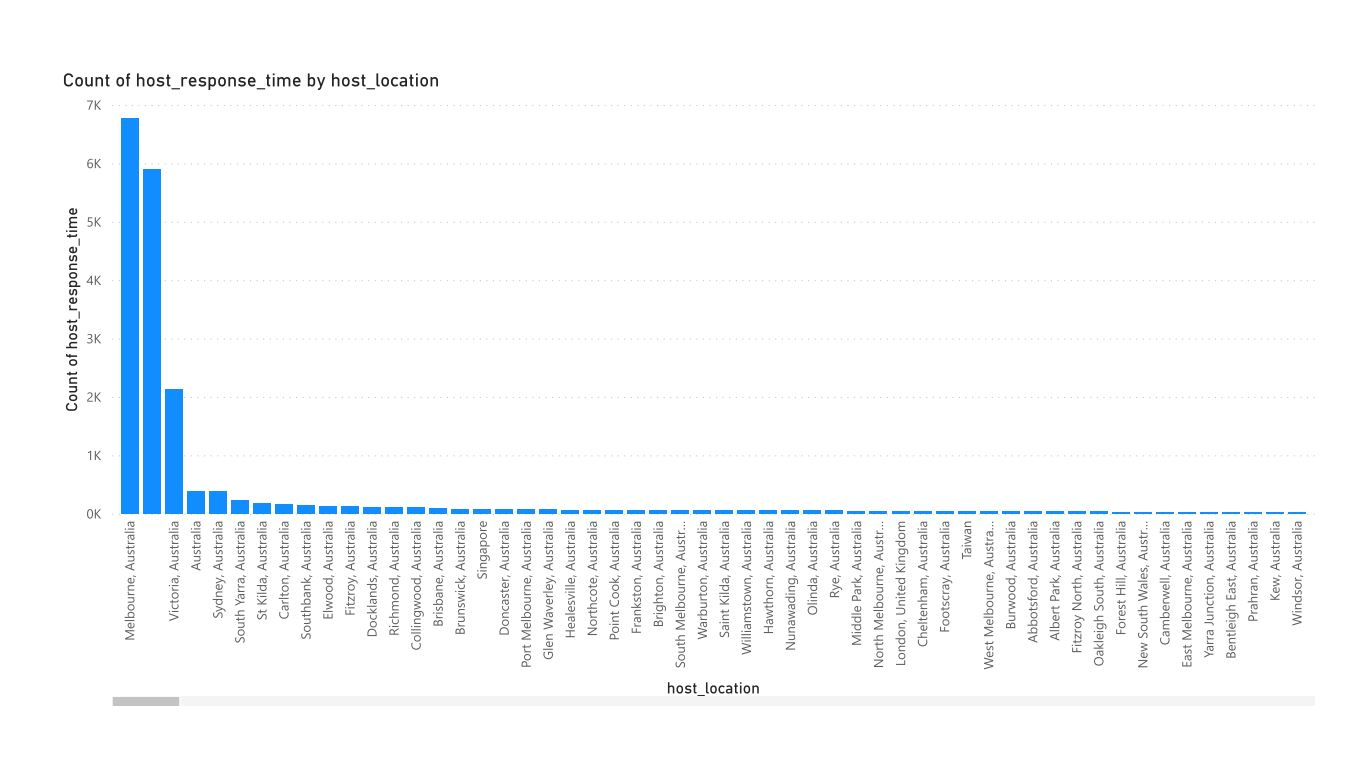 Count of host_response_time by host_location
7K
6K
5K
4K
3K
2K
1K
0K
Count of host_response_time
Melbourne, Australia
Victoria, Australia
Australia
Sydney, Australia
South Yarra, Australia
St Kilda, Australia
Carlton, Australia
Southbank, Australia
Elwood, Australia
Fitzroy, Australia
Docklands, Australia
Richmond, Australia
Collingwood, Australia
Brisbane, Australia
Brunswick, Australia
Singapore
Doncaster, Australia
Port Melbourne, Australia
Glen Waverley, Australia
Healesville, Australia
Northcote, Australia
Point Cook, Australia
Frankston, Australia
Brighton, Australia
South Melbourne, Austr...
Warburton, Australia
Saint Kilda, Australia
Williamstown, Australia
Hawthorn, Australia
Nunawading, Australia
Olinda, Australia
Rye, Australia
Middle Park, Australia
North Melbourne, Austr...
London, United Kingdom
Cheltenham, Australia
Footscray, Australia
Taiwan
West Melbourne, Austra...
Burwood, Australia
Abbotsford, Australia
Albert Park, Australia
Fitzroy North, Australia
Oakleigh South, Australia
Forest Hill, Australia
New South Wales, Austr...
Camberwell, Australia
East Melbourne, Australia
Yarra Junction, Australia
Bentleigh East, Australia
Prahran, Australia
Kew, Australia
Windsor, Australia
host_location